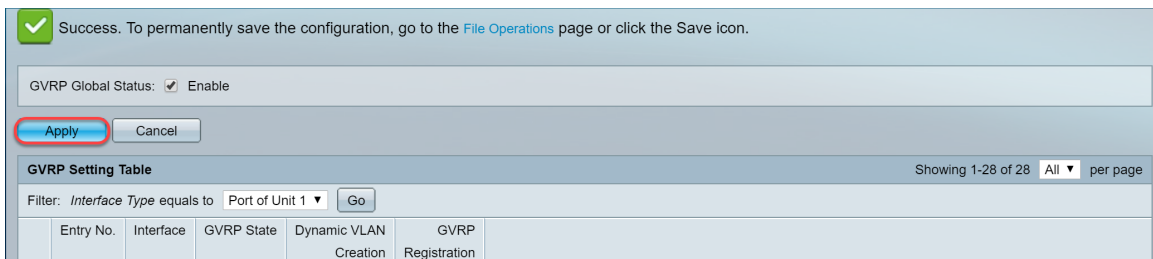 Success. To permanently save the configuration, go to the File Operations page or click the Save icon.
GVRP Global Status: Enable
Apply Cancel
GVRP Setting Table Showing 1-28 of 28 All per page
Filter: Interface Type equals to Port of Unit 1 Go
Entry No. Interface GVRP State Dynamic VLAN GVRP
Creation Registration